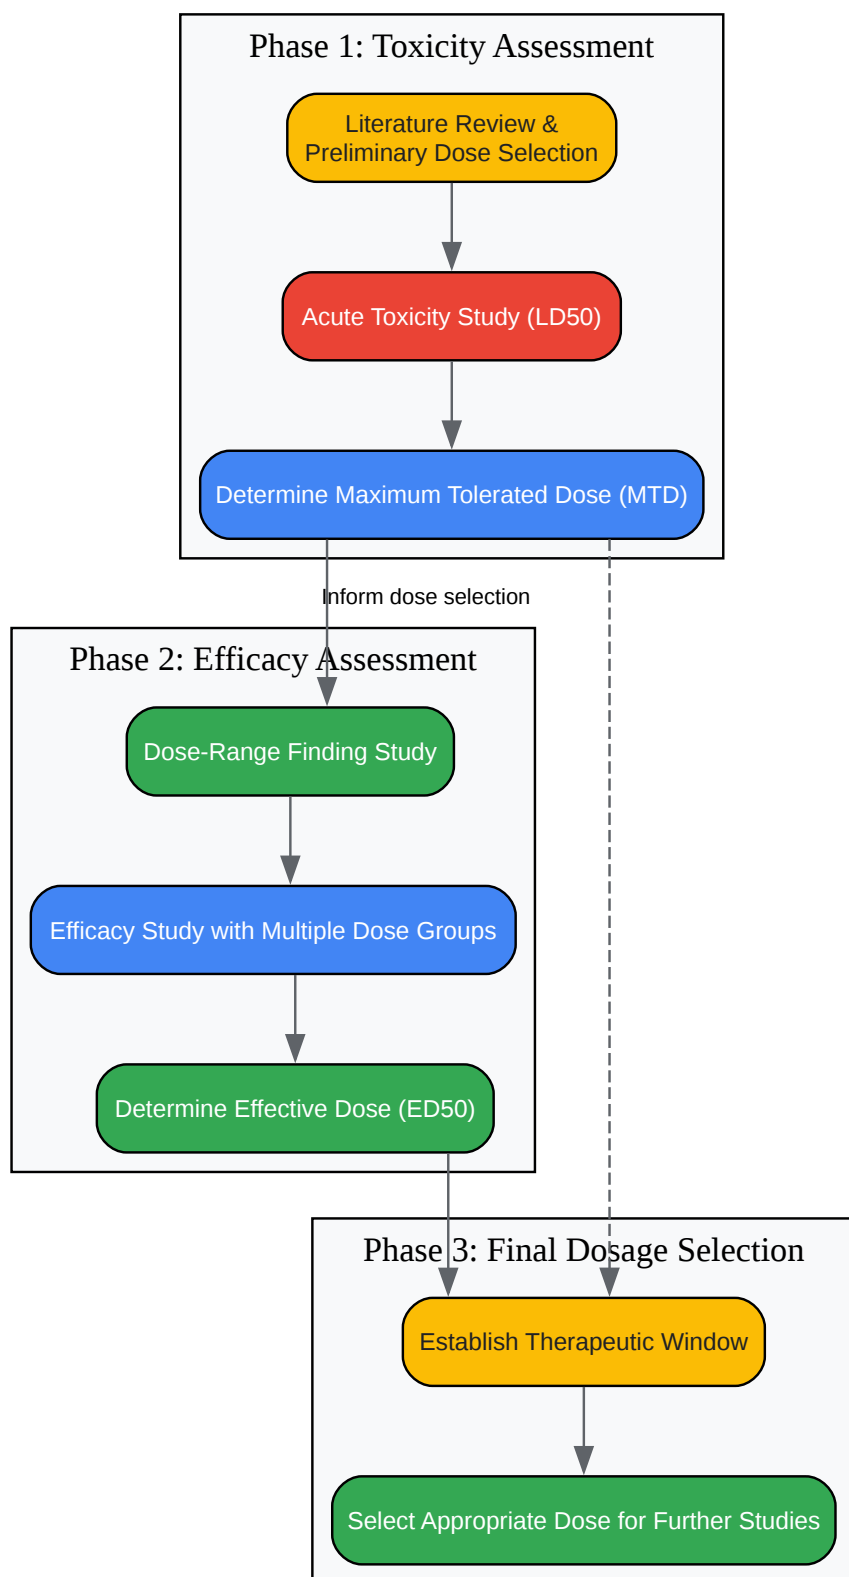 Phase 1: Toxicity Assessment
Literature Review &
Preliminary Dose Selection
Acute Toxicity Study (LD50)
Determine Maximum Tolerated Dose (MTD)
Inform dose selection
Phase 2: Efficacy Assessment
Dose-Range Finding Study
Efficacy Study with Multiple Dose Groups
Determine Effective Dose (ED50)
Phase 3: Final Dosage Selection
Establish Therapeutic Window
Select Appropriate Dose for Further Studies